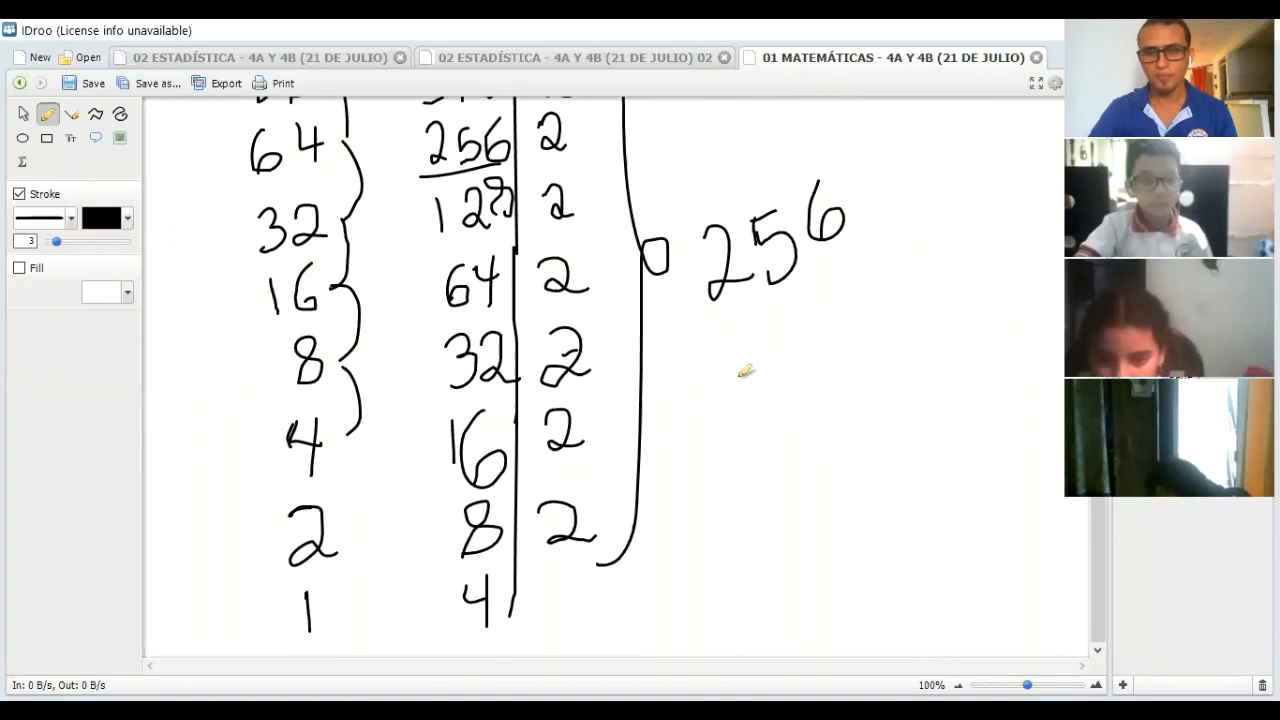 IDroo (License info unavailable)
New Open 02 ESTADÍSTICA - 4A Y 4B (21 DE JULIO) 02 ESTADÍSTICA - 4A Y 4B (21 DE JULIO) 02 01 MATEMÁTICAS - 4A Y 4B (21 DE JULIO)
Save Save as... Export Print
Tr
Σ
Stroke
3
Fill
64 256 2
32 128 2
256
16 64 2
8 32 2
4 16 2
2 8 2
1 4
In: 0 B/s, Out: 0 B/s 100%